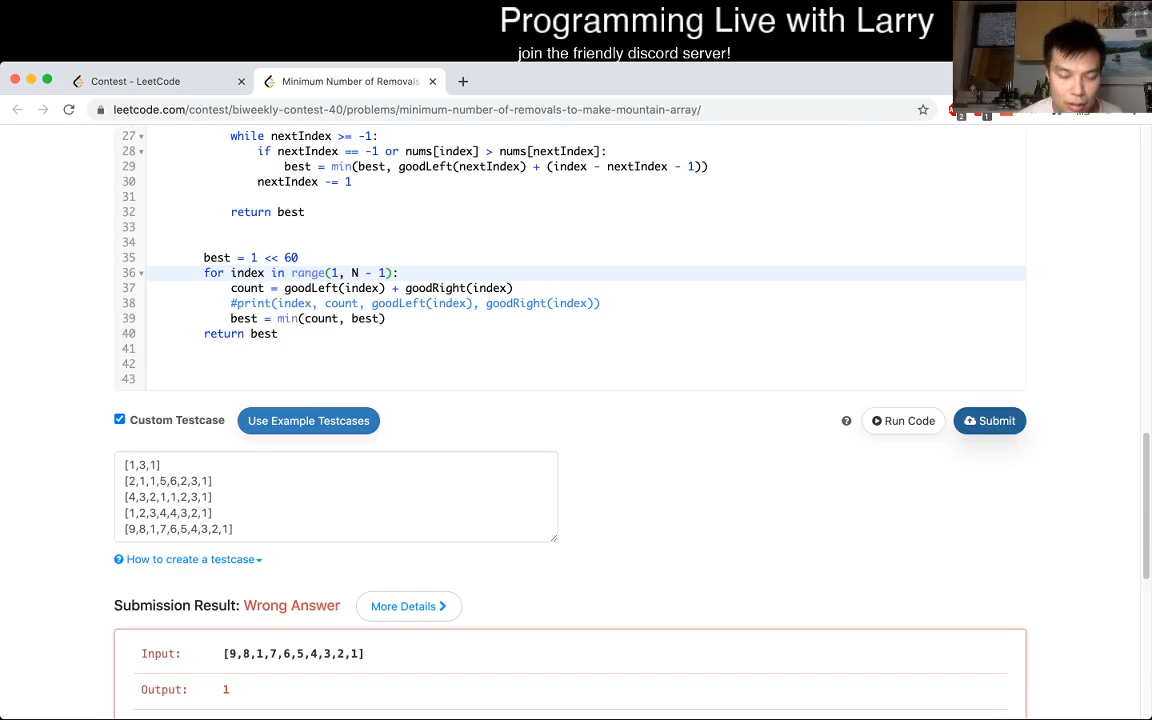 Programming Live with Larry
join the friendly discord server!
Contest - LeetCode
Minimum Number of Removals
leetcode.com/contest/biweekly-contest-40/problems/minimum-number-of-removals-to-make-mountain-array/
2
1
27 while nextIndex >= -1:
28 if nextIndex == -1 or nums[index] > nums[nextIndex]:
29 best = min(best, goodLeft(nextIndex) + (index - nextIndex - 1))
30 nextIndex -= 1
31
32 return best
33
34
35 best = 1 << 60
36 for index in range(1, N - 1):
37 count = goodLeft(index) + goodRight(index)
38 #print(index, count, goodLeft(index), goodRight(index))
39 best = min(count, best)
40 return best
41
42
43
Custom Testcase
Use Example Testcases
Run Code
Submit
[1,3,1]
[2,1,1,5,6,2,3,1]
[4,3,2,1,1,2,3,1]
[1,2,3,4,4,3,2,1]
[9,8,1,7,6,5,4,3,2,1]
How to create a testcase
Submission Result: Wrong Answer
More Details
Input: [9,8,1,7,6,5,4,3,2,1]
Output: 1